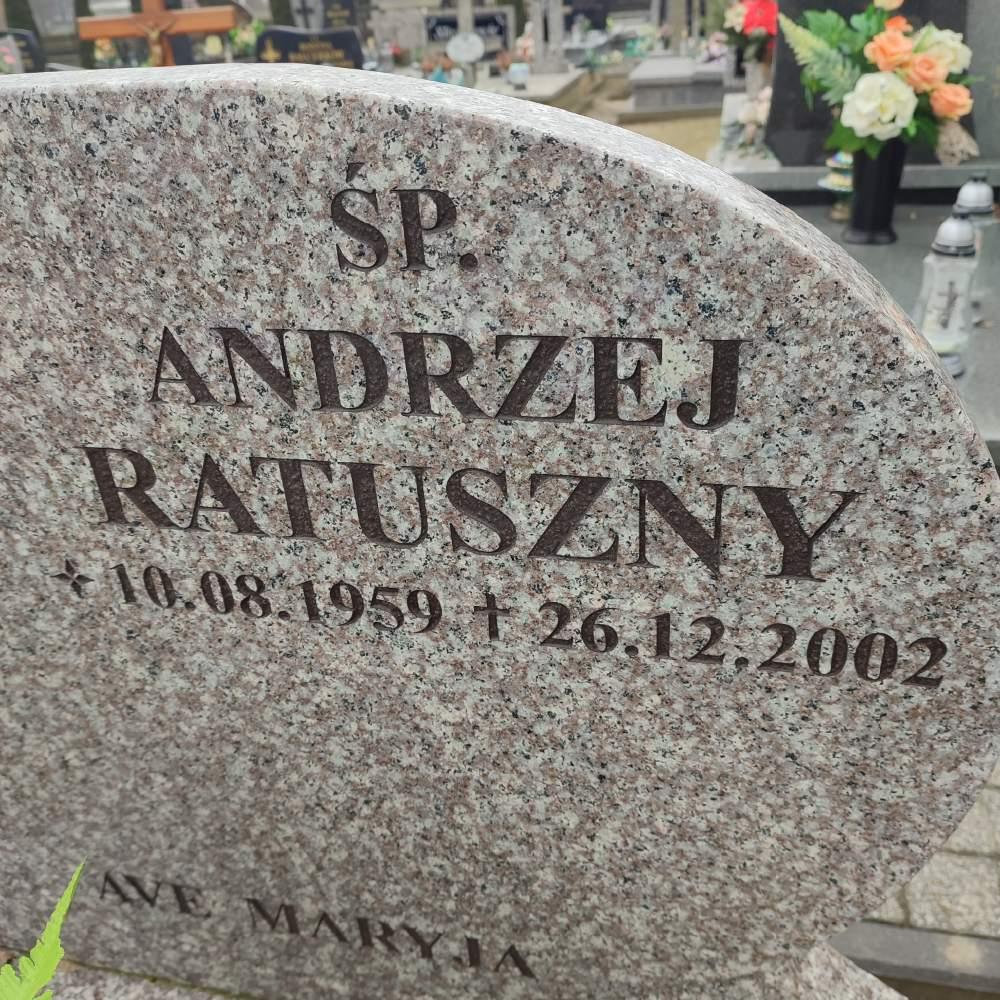 ŚP.
ANDRZEJ
RATUSZNY
10.08.1959 † 26.12.2002
AVE MARYJA